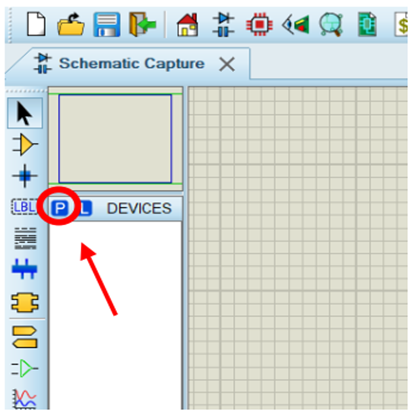 $
Schematic Capture
LBL
P L DEVICES